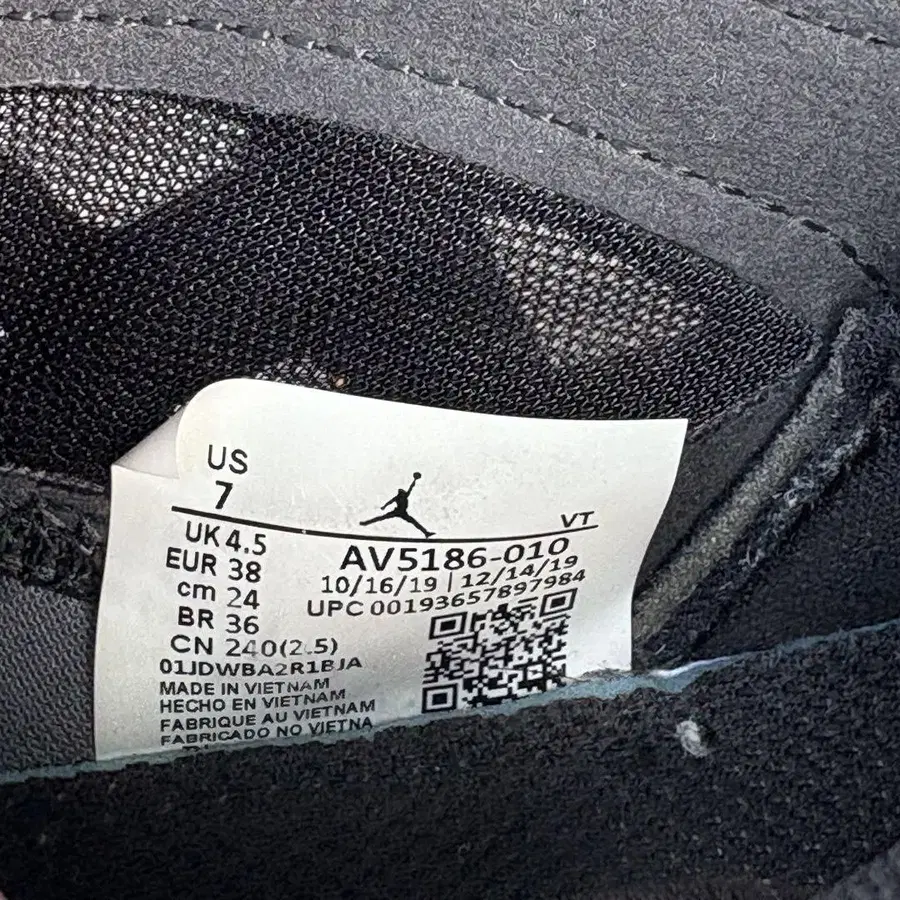 US
7
VT
UK 4.5
EUR 38
cm 24
BR 36
CN 240(2.5)
01JDWBA2R1BJA
MADE IN VIETNAM
HECHO EN VIETNAM
FABRIQUE AU VIETNAM
FABRICADO NO VIETNA
AV5186-010
10/16/19 | 12/14/19
UPC 00193657897984